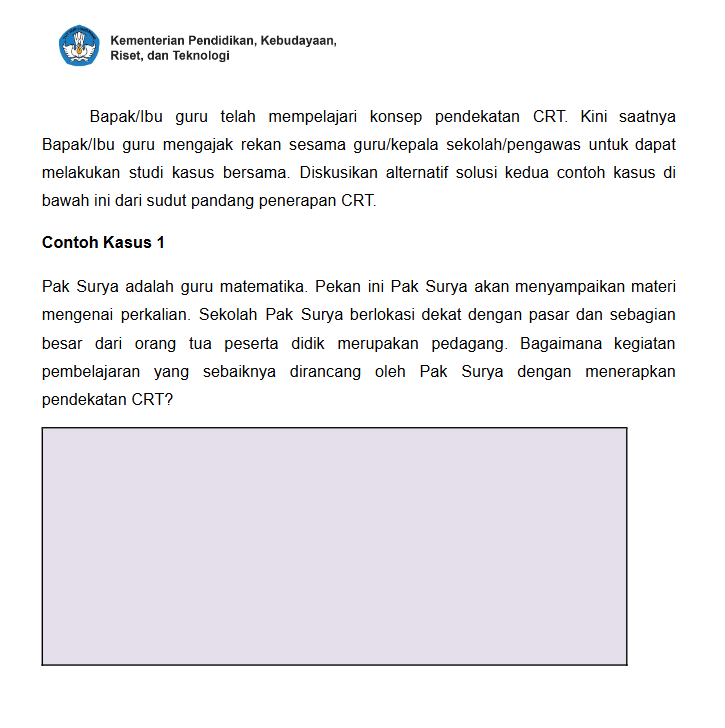 Kementerian Pendidikan, Kebudayaan,
Riset, dan Teknologi
Bapak/Ibu guru telah mempelajari konsep pendekatan CRT. Kini saatnya
Bapak/Ibu guru mengajak rekan sesama guru/kepala sekolah/pengawas untuk dapat
melakukan studi kasus bersama. Diskusikan alternatif solusi kedua contoh kasus di
bawah ini dari sudut pandang penerapan CRT.
Contoh Kasus 1
Pak Surya adalah guru matematika. Pekan ini Pak Surya akan menyampaikan materi
mengenai perkalian. Sekolah Pak Surya berlokasi dekat dengan pasar dan sebagian
besar dari orang tua peserta didik merupakan pedagang. Bagaimana kegiatan
pembelajaran yang sebaiknya dirancang oleh Pak Surya dengan menerapkan
pendekatan CRT?